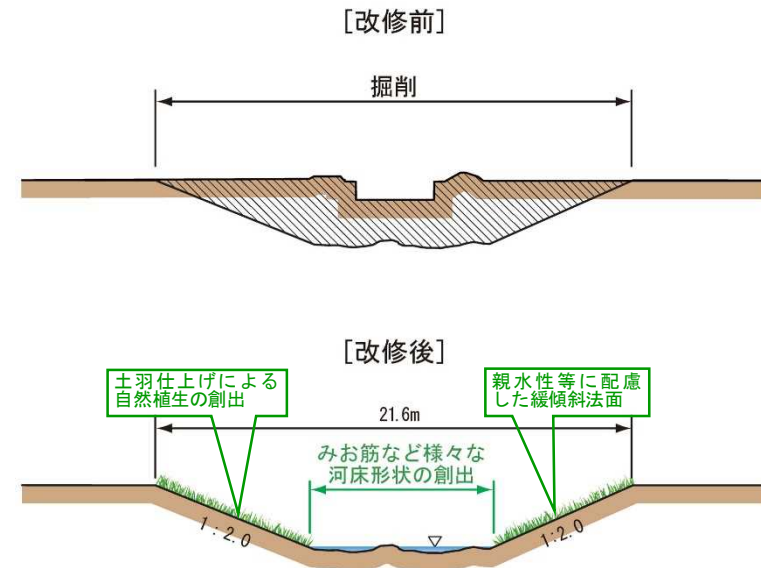 [改修前]
掘削
[改修後]
土羽仕上げによる
自然植生の創出
親水性等に配慮
した緩傾斜法面
21.6m
みお筋など様々な
河床形状の創出
1:2.0
1:2.0